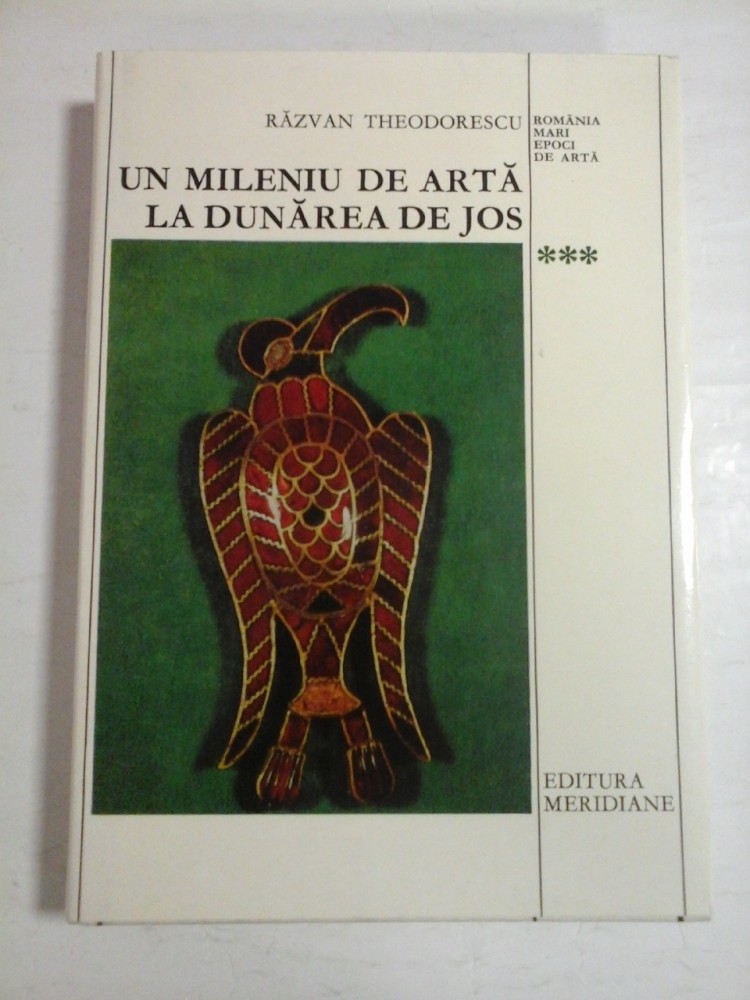 RĂZVAN THEODORESCU
UN MILENIU DE ARTĂ
LA DUNĂREA DE JOS
ROMÂNIA
MARI
EPOCI
DE ARTĂ
***
EDITURA
MERIDIANE